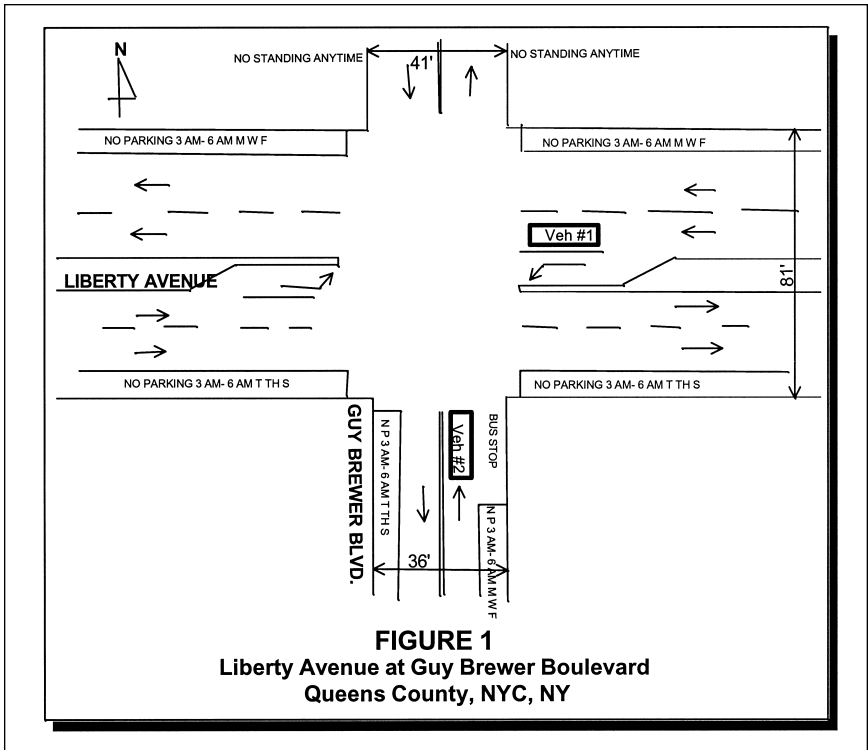 N
NO STANDING ANYTIME
41'
NO STANDING ANYTIME
NO PARKING 3 AM- 6 AM M W F
NO PARKING 3 AM- 6 AM M W F
Veh #1
LIBERTY AVENUE
81'
NO PARKING 3 AM- 6 AM T TH S
NO PARKING 3 AM- 6 AM T TH S
GUY BREWER BLVD.
N P 3 AM- 6 AM T TH S
Veh #2
BUS STOP
N P 3 AM- 6 AM M W F
36'
FIGURE 1
Liberty Avenue at Guy Brewer Boulevard
Queens County, NYC, NY